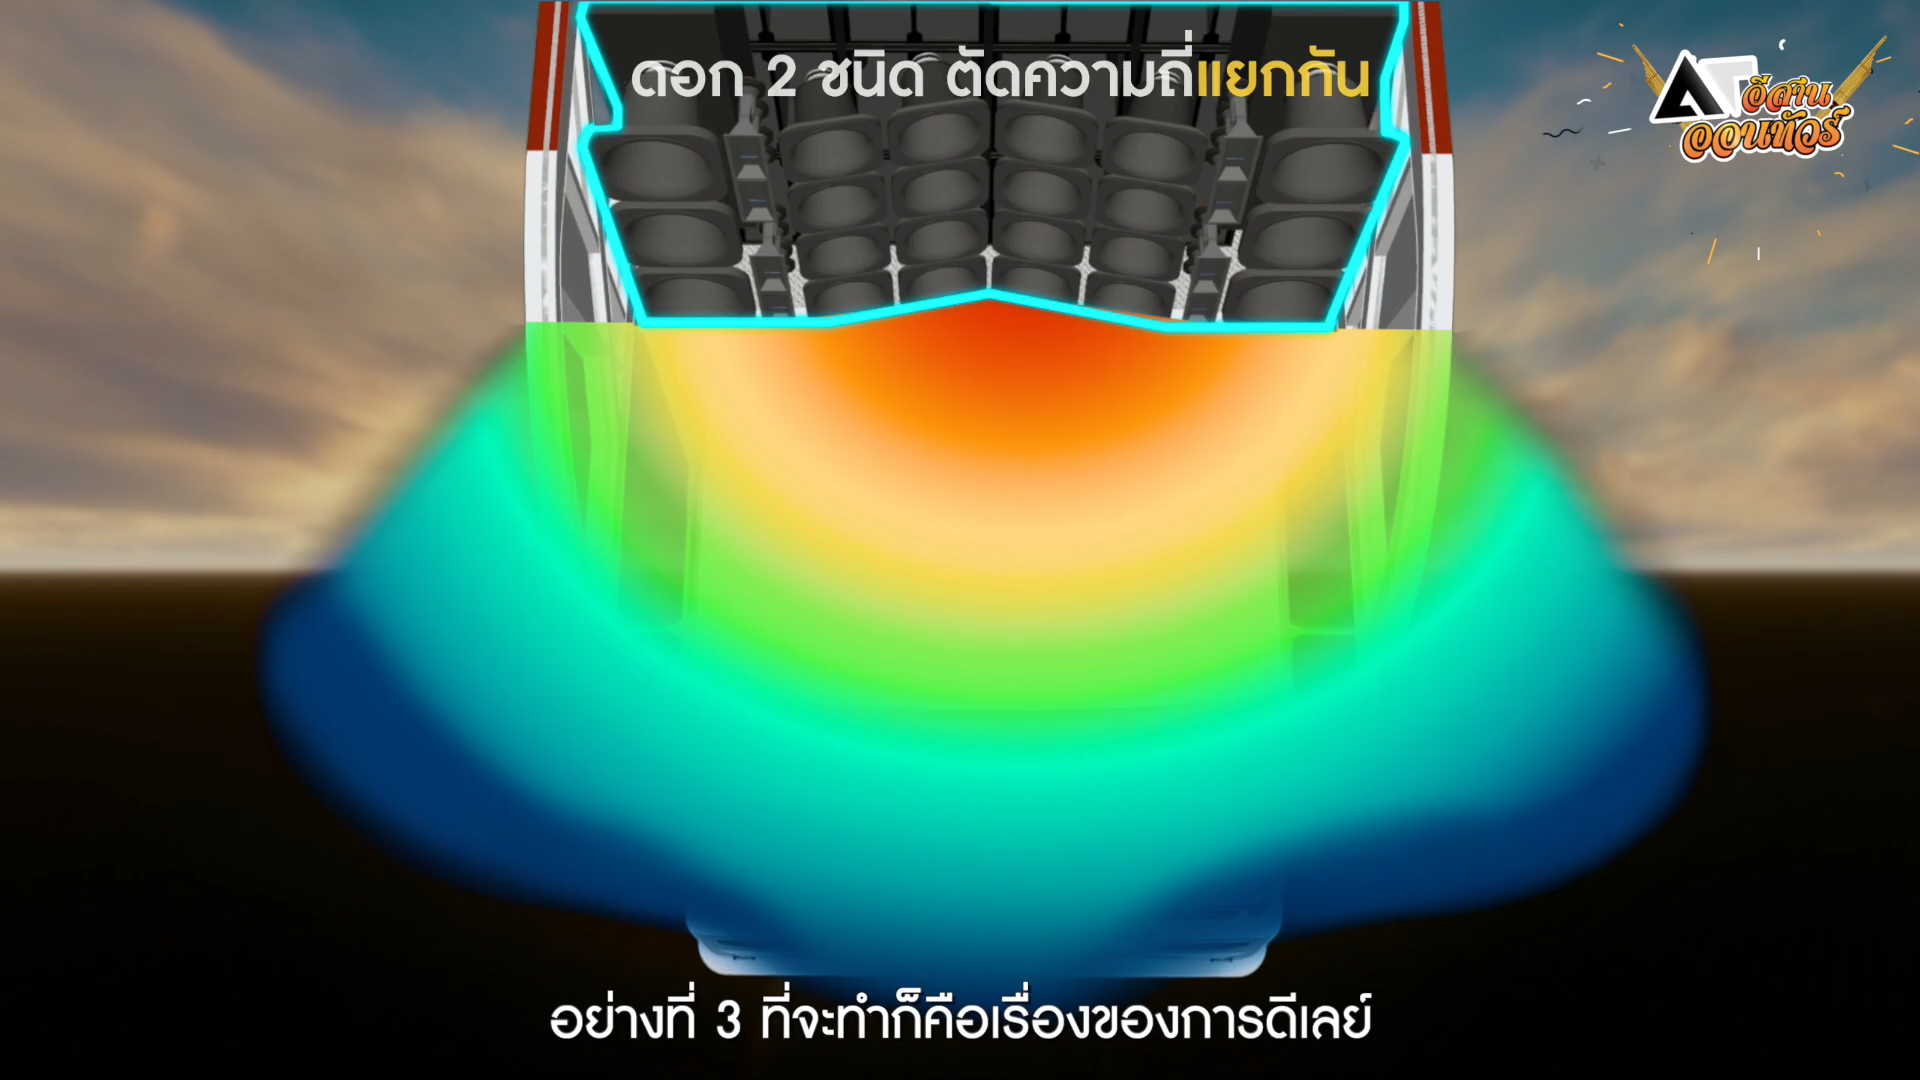 ดอก 2 ชนิด ตัดความถี่แยกกัน
AT อีสาน
ออนทัวร์
อย่างที่ 3 ที่จะทำก็คือเรื่องของการดีเลย์